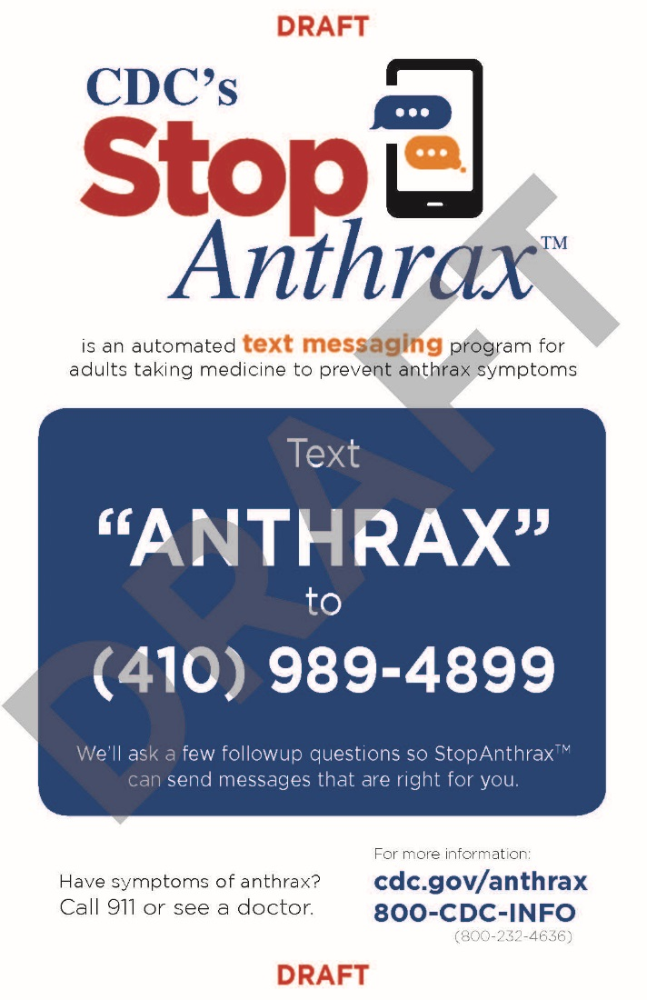 DRAFT
CDC's
Stop
Anthrax™
is an automated text messaging program for
adults taking medicine to prevent anthrax symptoms
Text
“ANTHRAX”
to
(410) 989-4899
We'll ask a few followup questions so StopAnthrax™
can send messages that are right for you.
DRAFT
Have symptoms of anthrax?
Call 911 or see a doctor.
For more information:
cdc.gov/anthrax
800-CDC-INFO
(800-232-4636)
DRAFT